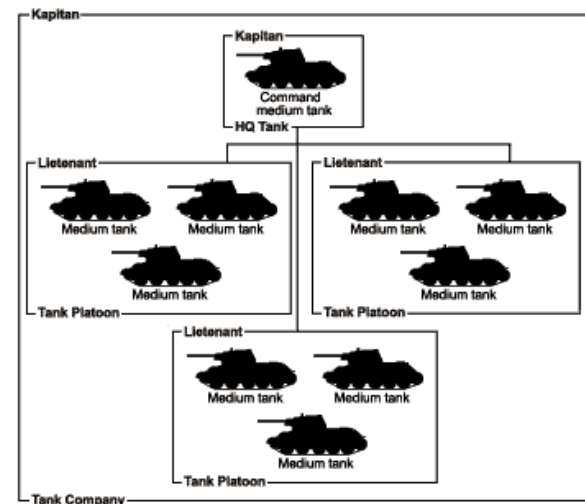 Kapitan
Kapitan
Command
medium tank
HQ Tank
Lietenant
Medium tank
Medium tank
Medium tank
Tank Platoon
Lietenant
Medium tank
Medium tank
Medium tank
Tank Platoon
Lietenant
Medium tank
Medium tank
Medium tank
Tank Platoon
Tank Company